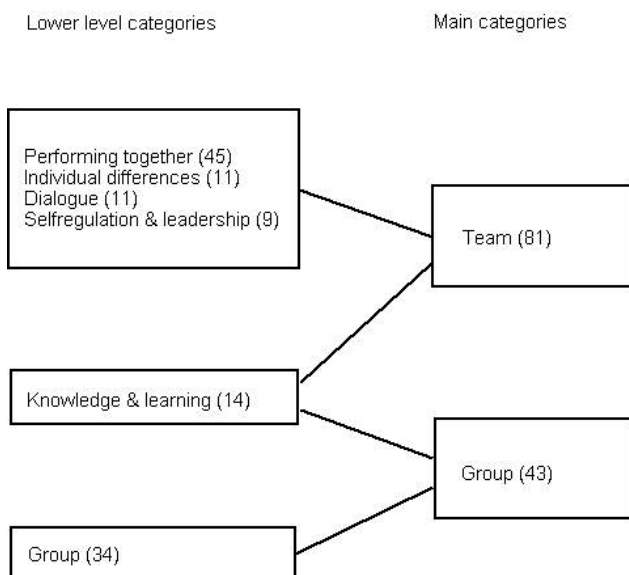 Lower level categories
Main categories
Performing together (45)
Individual differences (11)
Dialogue (11)
Selfregulation & leadership (9)
Team (81)
Knowledge & learning (14)
Group (43)
Group (34)